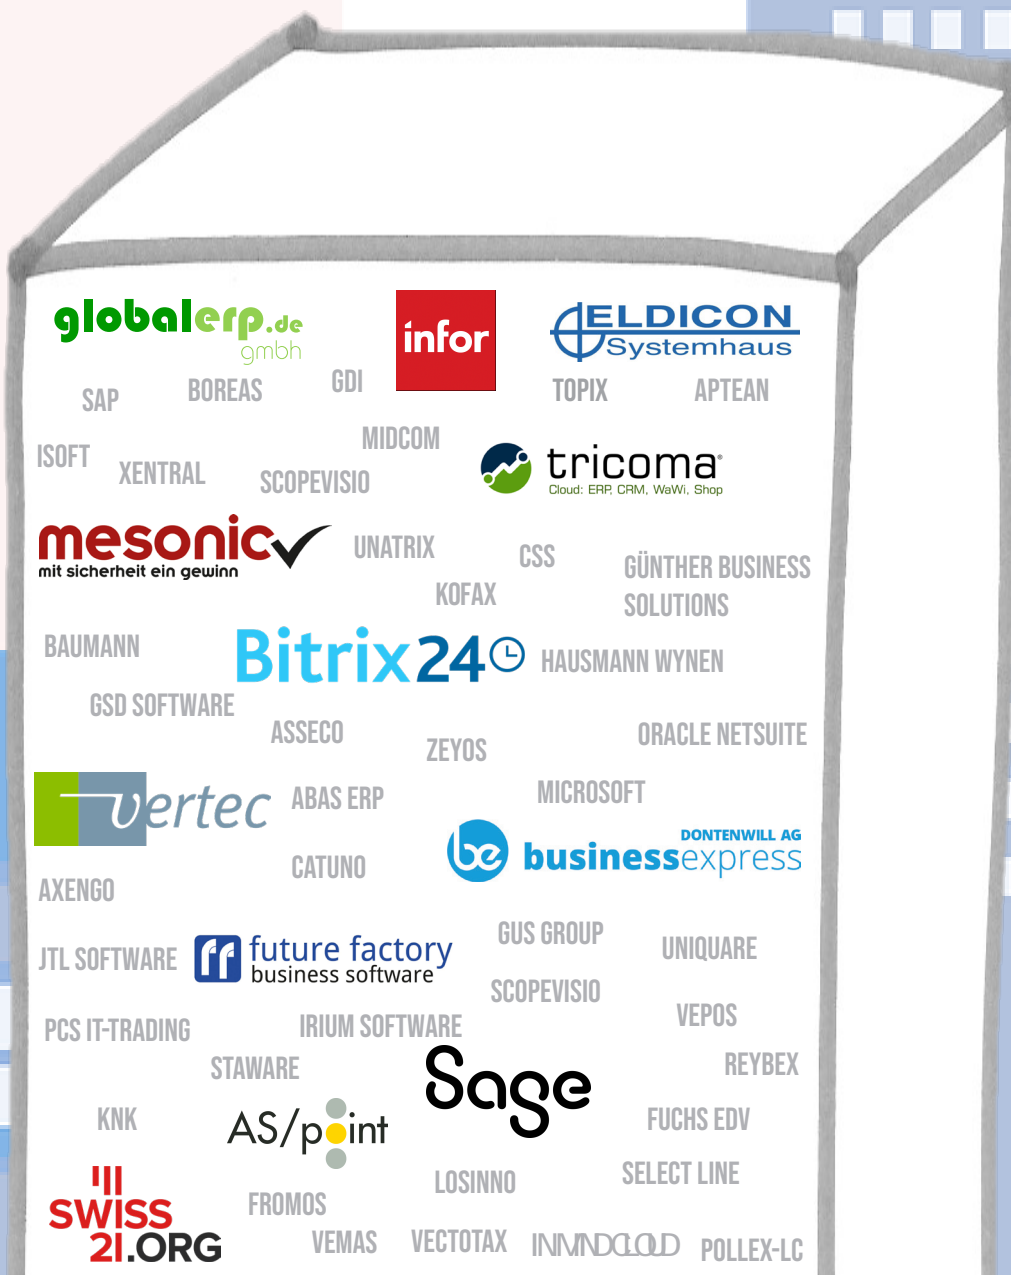 globalerp.de
gmbh
infor
ELDICON
Systemhaus
SAP
BOREAS
GDI
TOPIX
APTEAN
ISOFT
XENTRAL
SCOPEVISIO
MIDCOM
tricoma
Cloud: ERP, CRM, WaWi, Shop
mesonic
mit sicherheit ein gewinn
UNATRIX
CSS
KOFAX
GÜNTHER BUSINESS
SOLUTIONS
BAUMANN
Bitrix24
HAUSMANN WYNEN
GSD SOFTWARE
ASSECO
ZEYOS
ORACLE NETSUITE
vertec
ABAS ERP
MICROSOFT
DONTENWILL AG
be businessexpress
CATUNO
AXENGO
JTL SOFTWARE
ff future factory
business software
GUS GROUP
UNIQUARE
SCOPEVISIO
VEPOS
PCS IT-TRADING
IRIUM SOFTWARE
STAWARE
Sage
REYBEX
KNK
AS/point
FUCHS EDV
SWISS
21.ORG
LOSINNO
SELECT LINE
FROMOS
VEMAS
VECTOTAX
INMINDCLOUD
POLLEX-LC